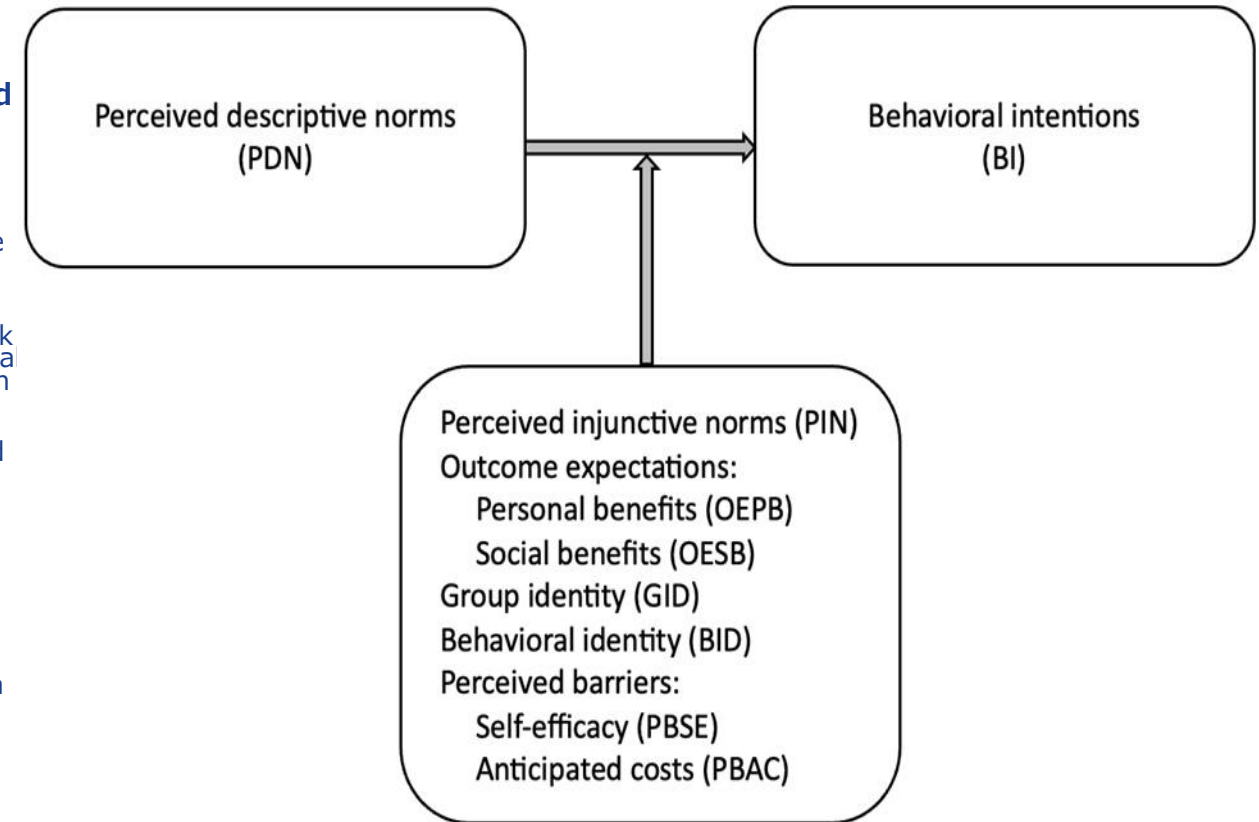 Perceived descriptive norms
(PDN)
Behavioral intentions
(BI)
Perceived injunctive norms (PIN)
Outcome expectations:
Personal benefits (OEPB)
Social benefits (OESB)
Group identity (GID)
Behavioral identity (BID)
Perceived barriers:
Self-efficacy (PBSE)
Anticipated costs (PBAC)